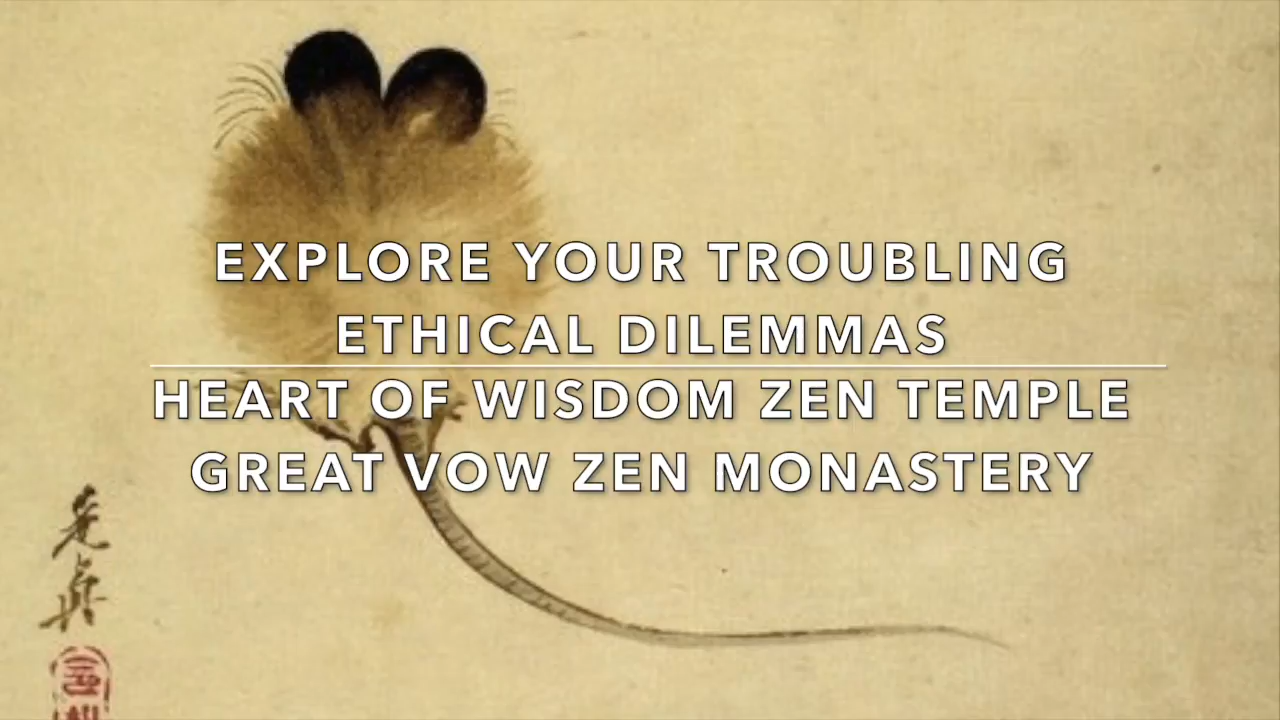 EXPLORE YOUR TROUBLING
ETHICAL DILEMMAS
HEART OF WISDOM ZEN TEMPLE
GREAT VOW ZEN MONASTERY